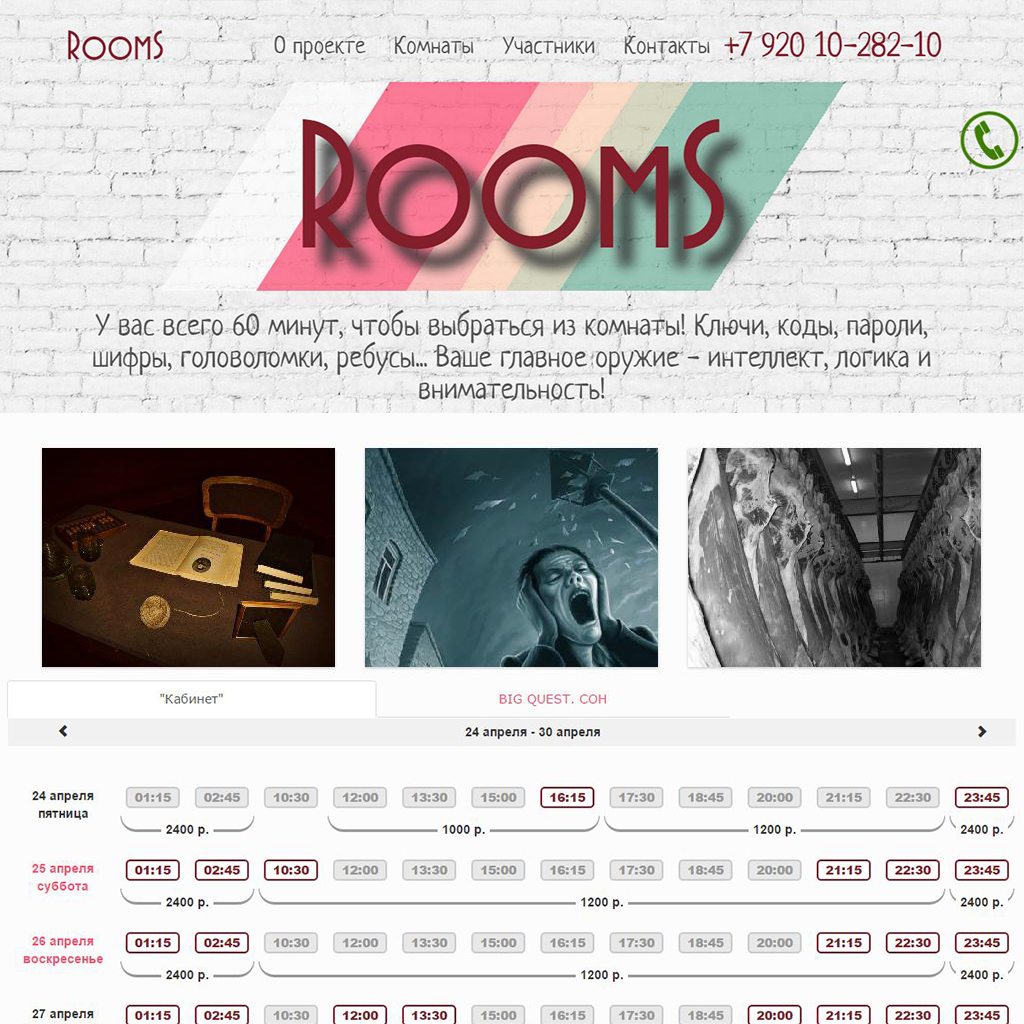 ROOMS
О проекте Комнаты Участники Контакты +7 920 10-282-10
ROOMS
У вас всего 60 минут, чтобы выбраться из комнаты! Ключи, коды, пароли,
шифры, головоломки, ребусы... Ваше главное оружие - интеллект, логика и
внимательность!
"Кабинет" BIG QUEST. СОН
24 апреля - 30 апреля
24 апреля
пятница
01:15 02:45 10:30 12:00 13:30 15:00 16:15 17:30 18:45 20:00 21:15 22:30 23:45
2400 р. 1000 р. 1200 р. 2400 р.
25 апреля
суббота
01:15 02:45 10:30 12:00 13:30 15:00 16:15 17:30 18:45 20:00 21:15 22:30 23:45
2400 р. 1200 р. 2400 р.
26 апреля
воскресенье
01:15 02:45 10:30 12:00 13:30 15:00 16:15 17:30 18:45 20:00 21:15 22:30 23:45
2400 р. 1200 р. 2400 р.
27 апреля
01:15 02:45 10:30 12:00 13:30 15:00 16:15 17:30 18:45 20:00 21:15 22:30 23:45